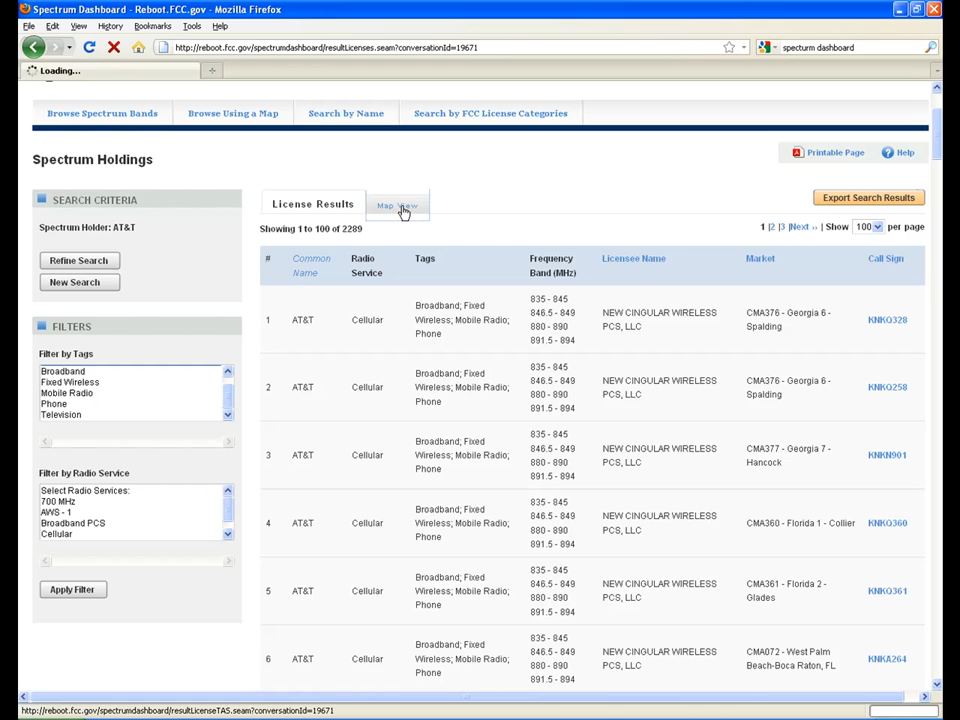 Spectrum Dashboard - Reboot.FCC.gov - Mozilla Firefox
File Edit View History Bookmarks Tools Help
http://reboot.fcc.gov/spectrumdashboard/resultLicenses.seam?conversationId=19671
specturm dashboard
Loading...
Browse Spectrum Bands Browse Using a Map Search by Name Search by FCC License Categories
Spectrum Holdings
Printable Page Help
SEARCH CRITERIA
Spectrum Holder: AT&T
Refine Search
New Search
FILTERS
Filter by Tags
Broadband
Fixed Wireless
Mobile Radio
Phone
Television
Filter by Radio Service
Select Radio Services:
700 MHz
AWS - 1
Broadband PCS
Cellular
Apply Filter
License Results Map View
Export Search Results
Showing 1 to 100 of 2289
1 |2 |3 |Next ›› | Show 100 per page
# Common Name Radio Service Tags Frequency Band (MHz) Licensee Name Market Call Sign
1 AT&T Cellular Broadband; Fixed Wireless; Mobile Radio; Phone 835 - 845 846.5 - 849 880 - 890 891.5 - 894 NEW CINGULAR WIRELESS PCS, LLC CMA376 - Georgia 6 - Spalding KNKQ328
2 AT&T Cellular Broadband; Fixed Wireless; Mobile Radio; Phone 835 - 845 846.5 - 849 880 - 890 891.5 - 894 NEW CINGULAR WIRELESS PCS, LLC CMA376 - Georgia 6 - Spalding KNKQ258
3 AT&T Cellular Broadband; Fixed Wireless; Mobile Radio; Phone 835 - 845 846.5 - 849 880 - 890 891.5 - 894 NEW CINGULAR WIRELESS PCS, LLC CMA377 - Georgia 7 - Hancock KNKN901
4 AT&T Cellular Broadband; Fixed Wireless; Mobile Radio; Phone 835 - 845 846.5 - 849 880 - 890 891.5 - 894 NEW CINGULAR WIRELESS PCS, LLC CMA360 - Florida 1 - Collier KNKQ360
5 AT&T Cellular Broadband; Fixed Wireless; Mobile Radio; Phone 835 - 845 846.5 - 849 880 - 890 891.5 - 894 NEW CINGULAR WIRELESS PCS, LLC CMA361 - Florida 2 - Glades KNKQ361
6 AT&T Cellular Broadband; Fixed Wireless; Mobile Radio; Phone 835 - 845 846.5 - 849 880 - 890 891.5 - 894 NEW CINGULAR WIRELESS PCS, LLC CMA072 - West Palm Beach-Boca Raton, FL KNKA264
http://reboot.fcc.gov/spectrumdashboard/resultLicenseTAS.seam?conversationId=19671